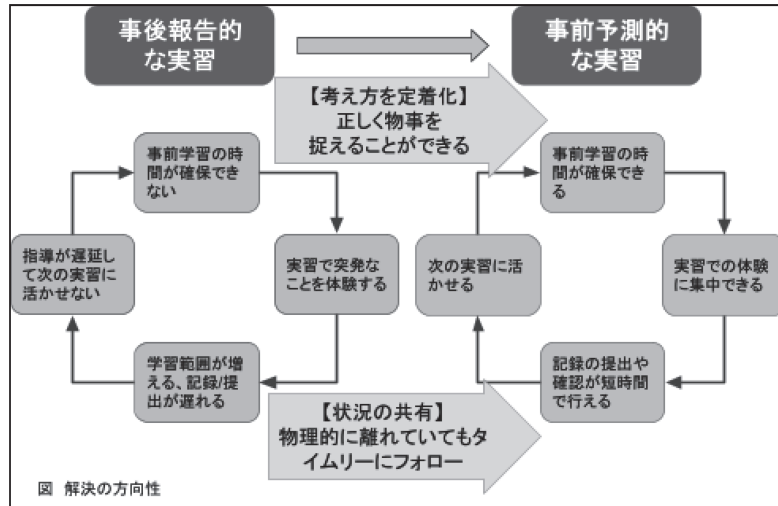 事後報告的
な実習
事前予測的
な実習
【考え方を定着化】
正しく物事を
捉えることができる
事前学習の時
間が確保でき
ない
実習で突発な
ことを体験する
学習範囲が増
える、記録/提
出が遅れる
指導が遅延し
て次の実習に
活かせない
事前学習の時
間が確保でき
る
実習での体験
に集中できる
記録の提出や
確認が短時間
で行える
次の実習に活
かせる
【状況の共有】
物理的に離れていてもタ
イムリーにフォロー
図 解決の方向性